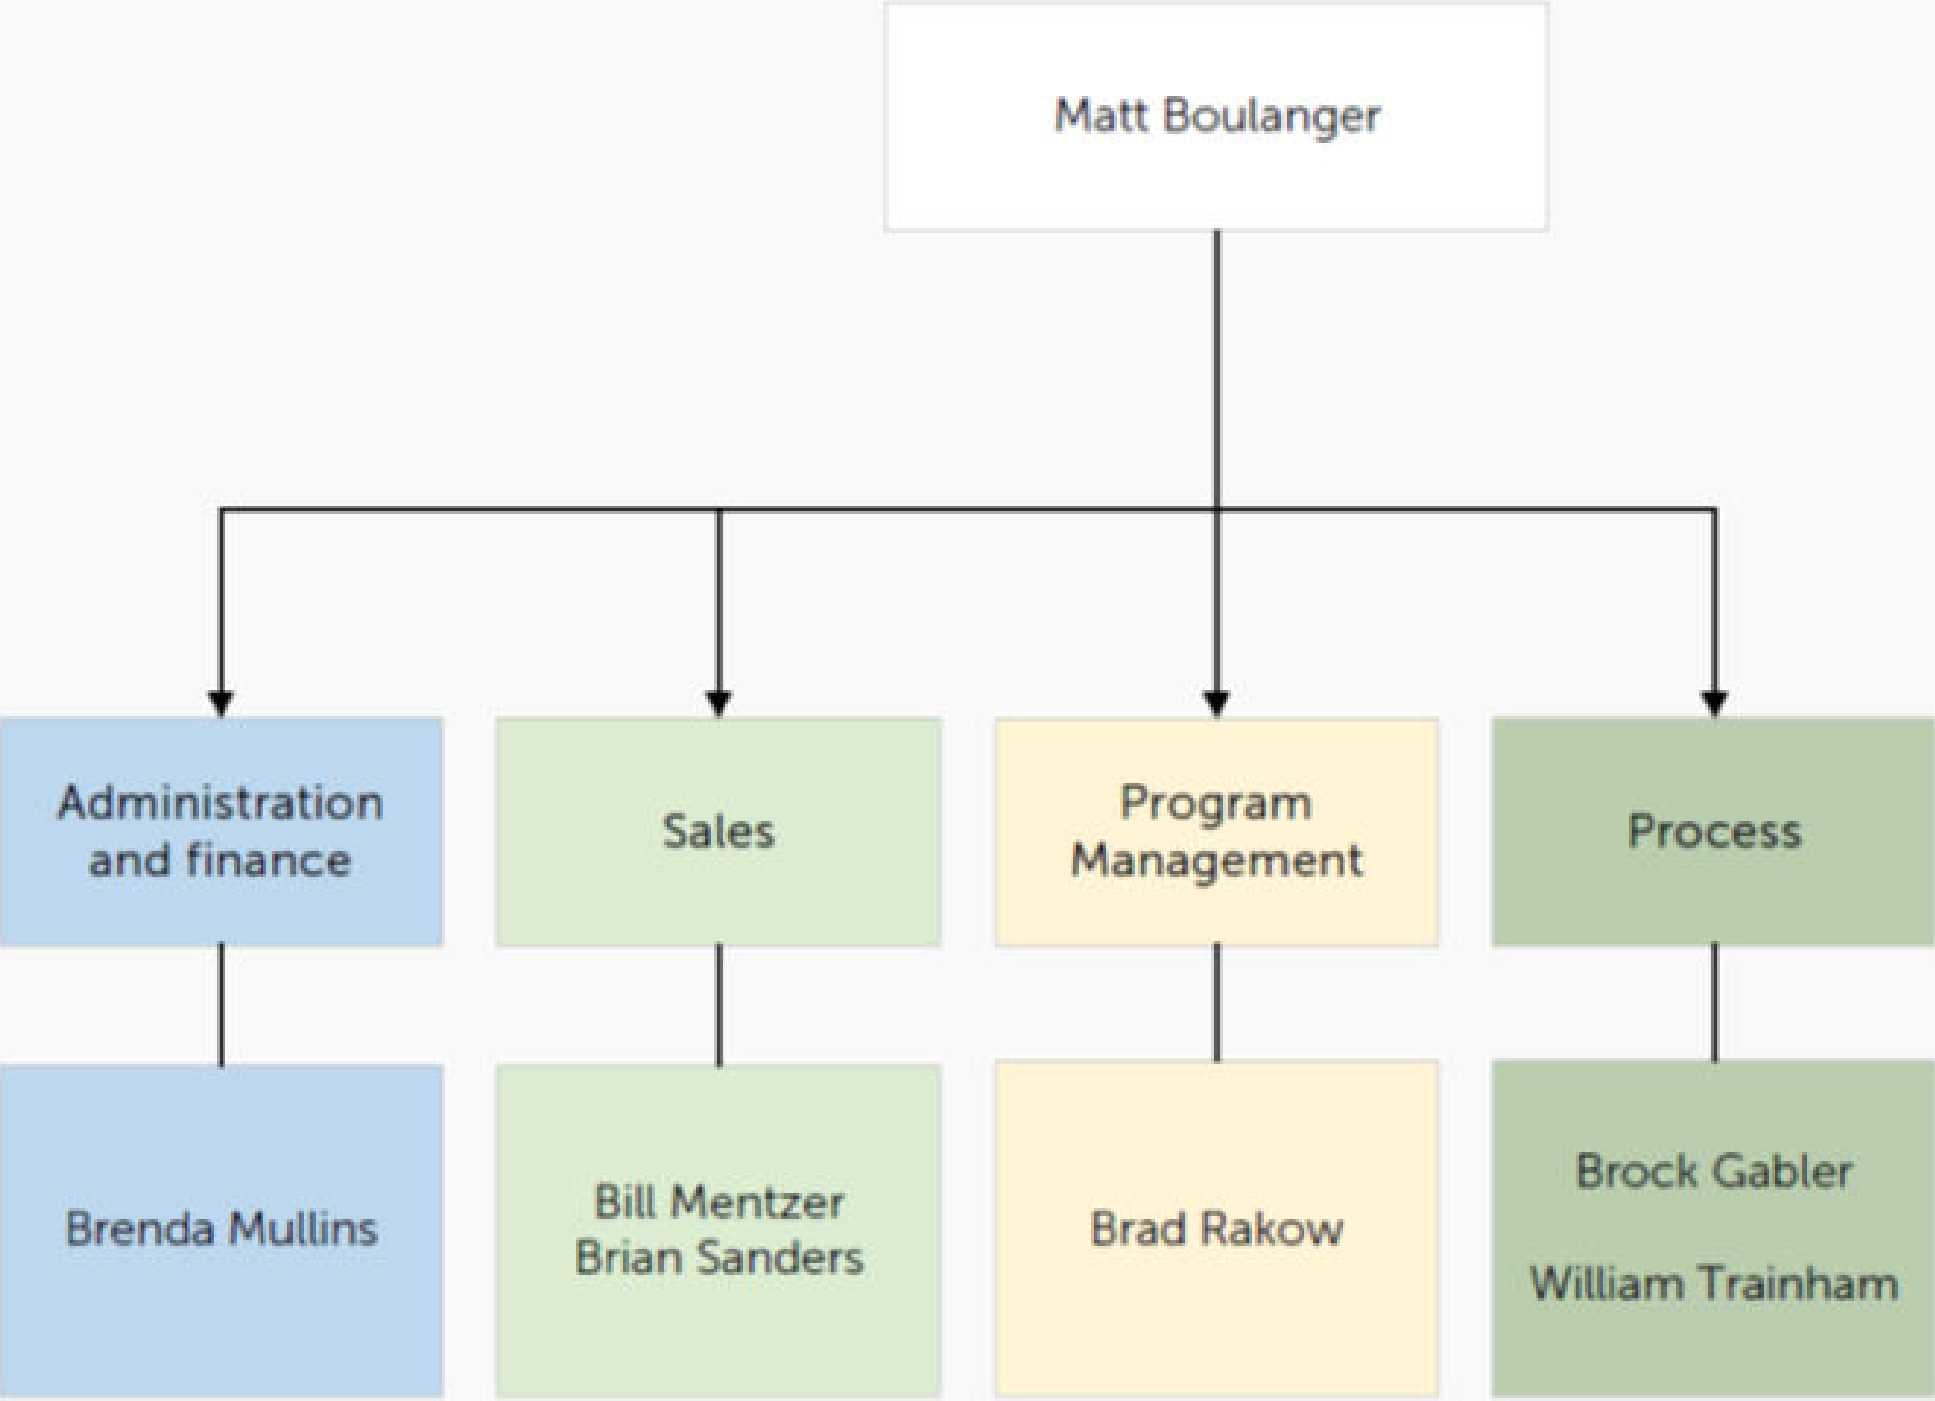 Matt Boulanger
Administration
and finance
Sales
Program
Management
Process
Brenda Mullins
Bill Mentzer
Brian Sanders
Brad Rakow
Brock Gabler
William Trainham